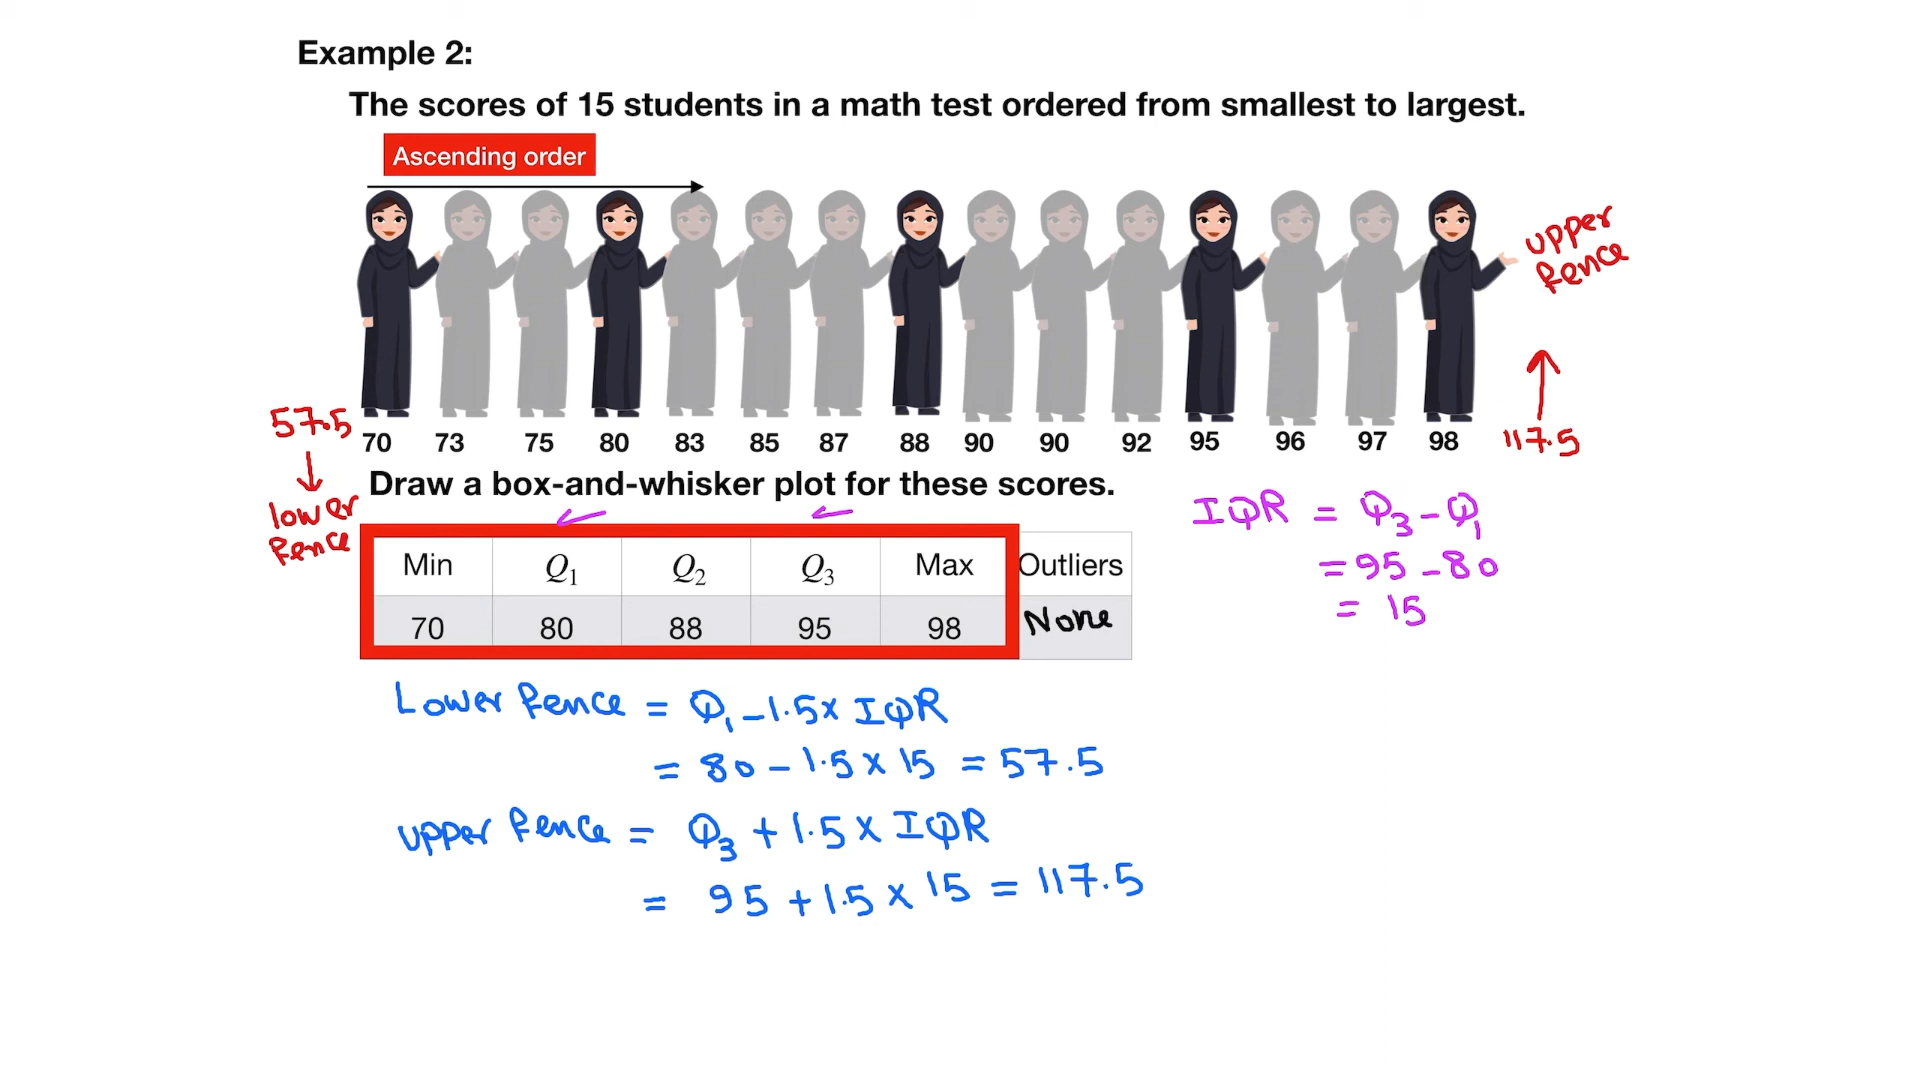 Example 2:
The scores of 15 students in a math test ordered from smallest to largest.
Ascending order
upper
fence
57.5 70 73 75 80 83 85 87 88 90 90 92 95 96 97 98 117.5
lower
fence
Draw a box-and-whisker plot for these scores.
IQR = Q3 - Q1
= 95 - 80
= 15
Min Q1 Q2 Q3 Max Outliers
70 80 88 95 98 None
Lower fence = Q1 - 1.5 x IQR
= 80 - 1.5 x 15 = 57.5
upper fence = Q3 + 1.5 x IQR
= 95 + 1.5 x 15 = 117.5